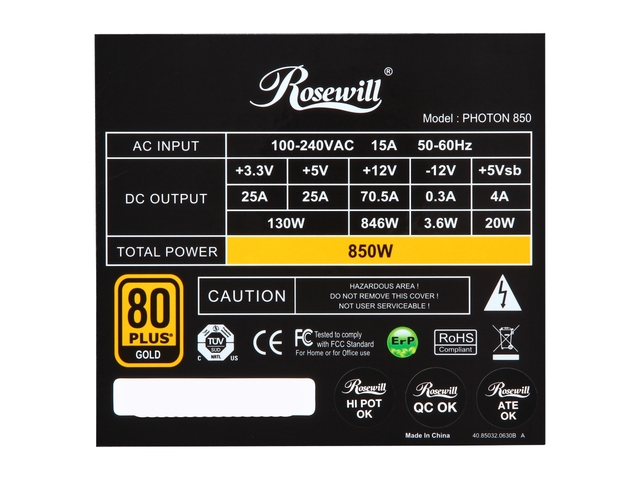 Rosewill®
Model : PHOTON 850
AC INPUT 100-240VAC 15A 50-60Hz
DC OUTPUT +3.3V +5V +12V -12V +5Vsb
25A 25A 70.5A 0.3A 4A
130W 846W 3.6W 20W
TOTAL POWER 850W
80
PLUS®
GOLD
CAUTION
HAZARDOUS AREA !
DO NOT REMOVE THIS COVER !
NOT USER SERVICEABLE !
TÜV
SÜD
NRTL
C US
CE
FC Tested to comply
with FCC Standard
For Home or for Office use
ErP
RoHS
Compliant
Rosewill
HI POT
OK
Rosewill
QC OK
Rosewill
ATE
OK
Made In China
40.85032.0630B A